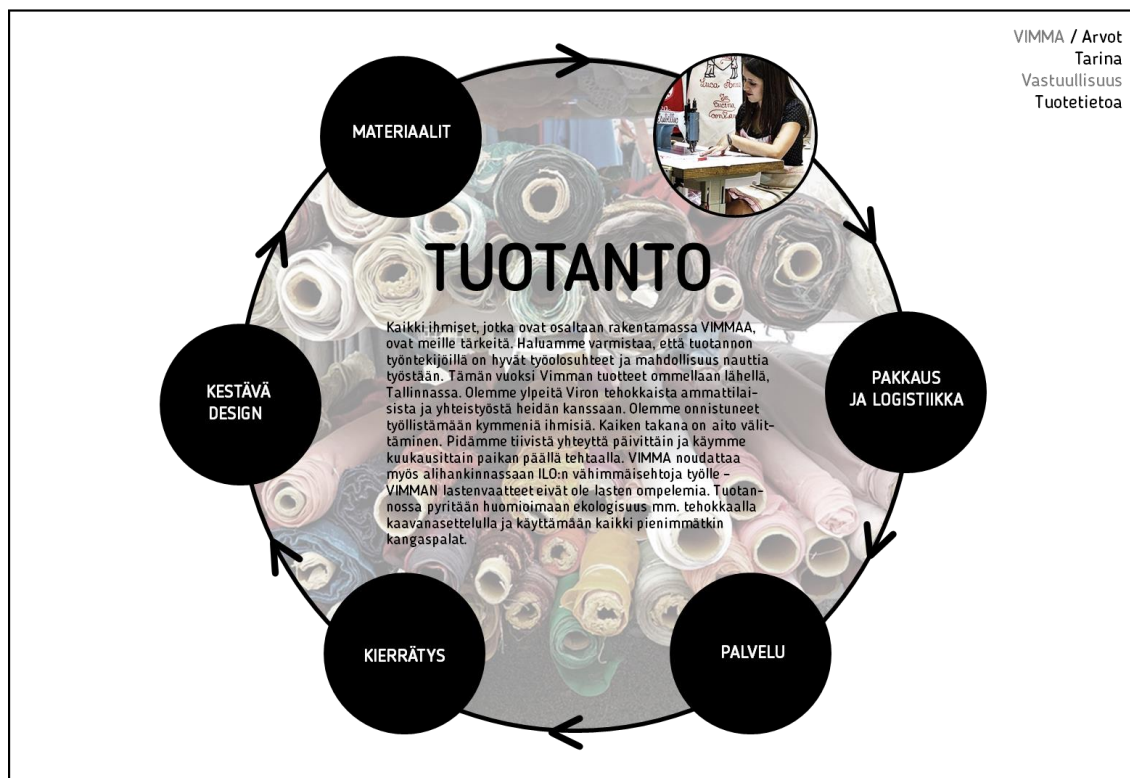 VIMMA / Arvot
Tarina
Vastuullisuus
Tuotetietoa
MATERIAALIT
TUOTANTO
Kaikki ihmiset, jotka ovat osaltaan rakentamassa VIMMAA,
ovat meille tärkeitä. Haluamme varmistaa, että tuotannon
työntekijöillä on hyvät työolosuhteet ja mahdollisuus nauttia
työstään. Tämän vuoksi Vimman tuotteet ommellaan lähellä,
Tallinnassa. Olemme ylpeitä Viron tehokkaista ammattilai-
sista ja yhteistyöstä heidän kanssaan. Olemme onnistuneet
työllistämään kymmeniä ihmisiä. Kaiken takana on aito välit-
täminen. Pidämme tiivistä yhteyttä päivittäin ja käymme
kuukausittain paikan päällä tehtaalla. VIMMA noudattaa
myös alihankinnassaan ILO:n vähimmäisehtoja työlle –
VIMMAN lastenvaatteet eivät ole lasten ompelemia. Tuotan-
nossa pyritään huomioimaan ekologisuus mm. tehokkaalla
kaavanasettelulla ja käyttämään kaikki pienimmätkin
kangaspalat.
KESTÄVÄ
DESIGN
PAKKAUS
JA LOGISTIIKKA
KIERRÄTYS
PALVELU